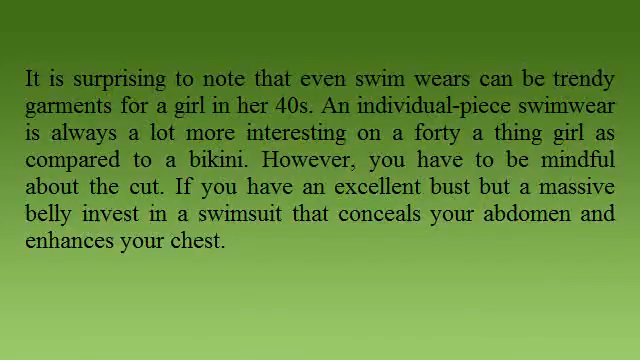 It is surprising to note that even swim wears can be trendy
garments for a girl in her 40s. An individual-piece swimwear
is always a lot more interesting on a forty a thing girl as
compared to a bikini. However, you have to be mindful
about the cut. If you have an excellent bust but a massive
belly invest in a swimsuit that conceals your abdomen and
enhances your chest.